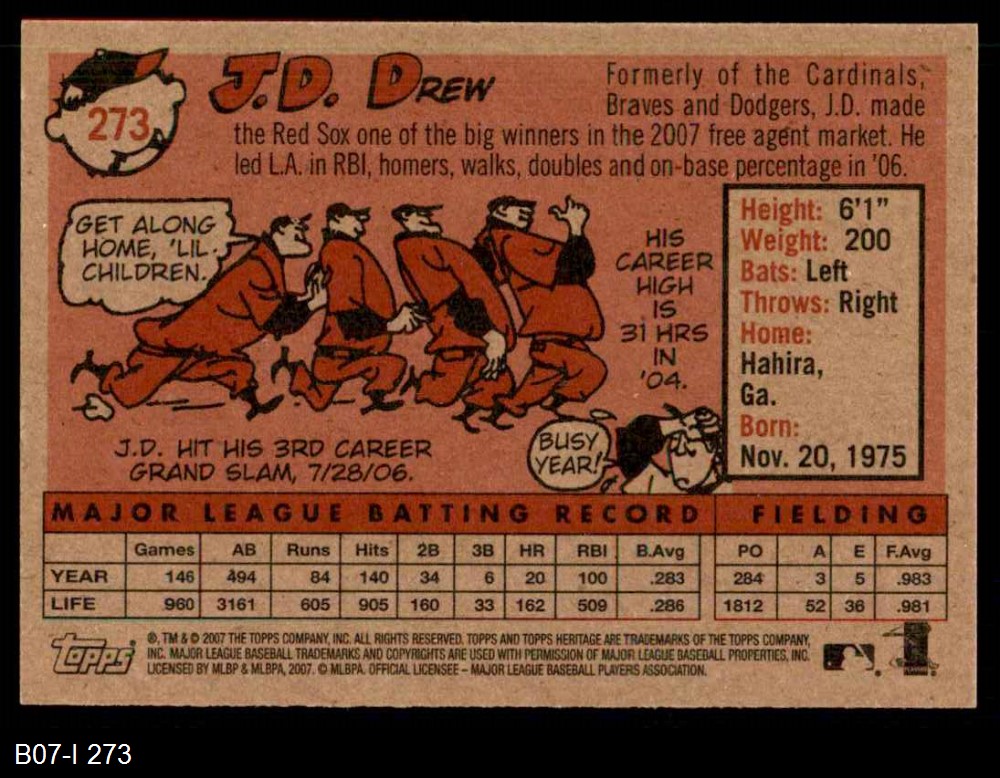 273
J.D. DREW
Formerly of the Cardinals,
Braves and Dodgers, J.D. made
the Red Sox one of the big winners in the 2007 free agent market. He
led L.A. in RBI, homers, walks, doubles and on-base percentage in '06.
GET ALONG
HOME, 'LIL
CHILDREN.
HIS
CAREER
HIGH
IS
31 HRS
IN
'04.
J.D. HIT HIS 3RD CAREER
GRAND SLAM, 7/28/06.
BUSY
YEAR!
Height: 6'1"
Weight: 200
Bats: Left
Throws: Right
Home:
Hahira,
Ga.
Born:
Nov. 20, 1975
MAJOR LEAGUE BATTING RECORD FIELDING
Games AB Runs Hits 2B 3B HR RBI B.Avg PO A E F.Avg
YEAR 146 494 84 140 34 6 20 100 .283 284 3 5 .983
LIFE 960 3161 605 905 160 33 162 509 .286 1812 52 36 .981
TOPPS
®, TM & © 2007 THE TOPPS COMPANY, INC. ALL RIGHTS RESERVED. TOPPS AND TOPPS HERITAGE ARE TRADEMARKS OF THE TOPPS COMPANY,
INC. MAJOR LEAGUE BASEBALL TRADEMARKS AND COPYRIGHTS ARE USED WITH PERMISSION OF MAJOR LEAGUE BASEBALL PROPERTIES, INC.
LICENSED BY MLBP & MLBPA, 2007. © MLBPA. OFFICIAL LICENSEE – MAJOR LEAGUE BASEBALL PLAYERS ASSOCIATION.
B07-I 273